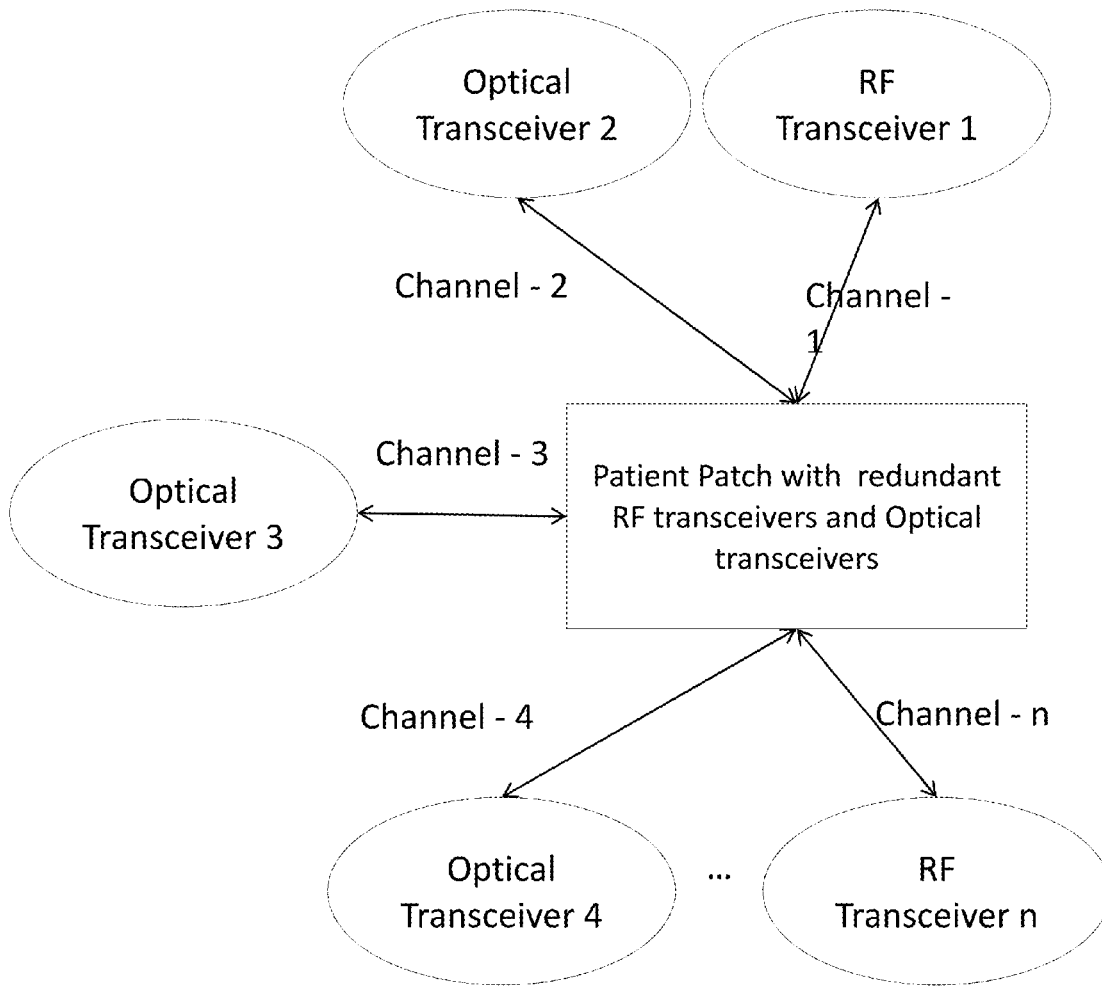 Optical
Transceiver 2
RF
Transceiver 1
Channel - 2
Channel -
1
Channel - 3
Optical
Transceiver 3
Patient Patch with redundant
RF transceivers and Optical
transceivers
Channel - 4
Channel - n
Optical
Transceiver 4
...
RF
Transceiver n